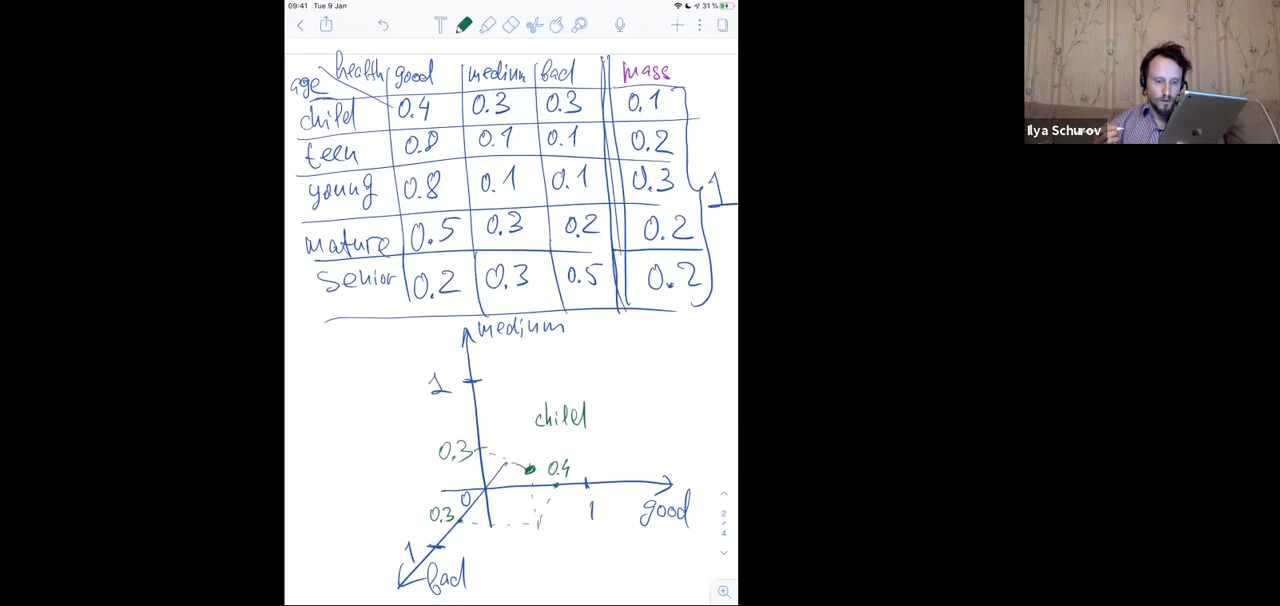 09:41 Tue 9 Jan 31%
T
age health good medium bad mass
child 0.4 0.3 0.3 0.1
teen 0.8 0.1 0.1 0.2
young 0.8 0.1 0.1 0.3
1
mature 0.5 0.3 0.2 0.2
senior 0.2 0.3 0.5 0.2
medium
1
child
0.3
0.4
0
1
good
0.3
1
bad
2
/
4
Ilya Schurov